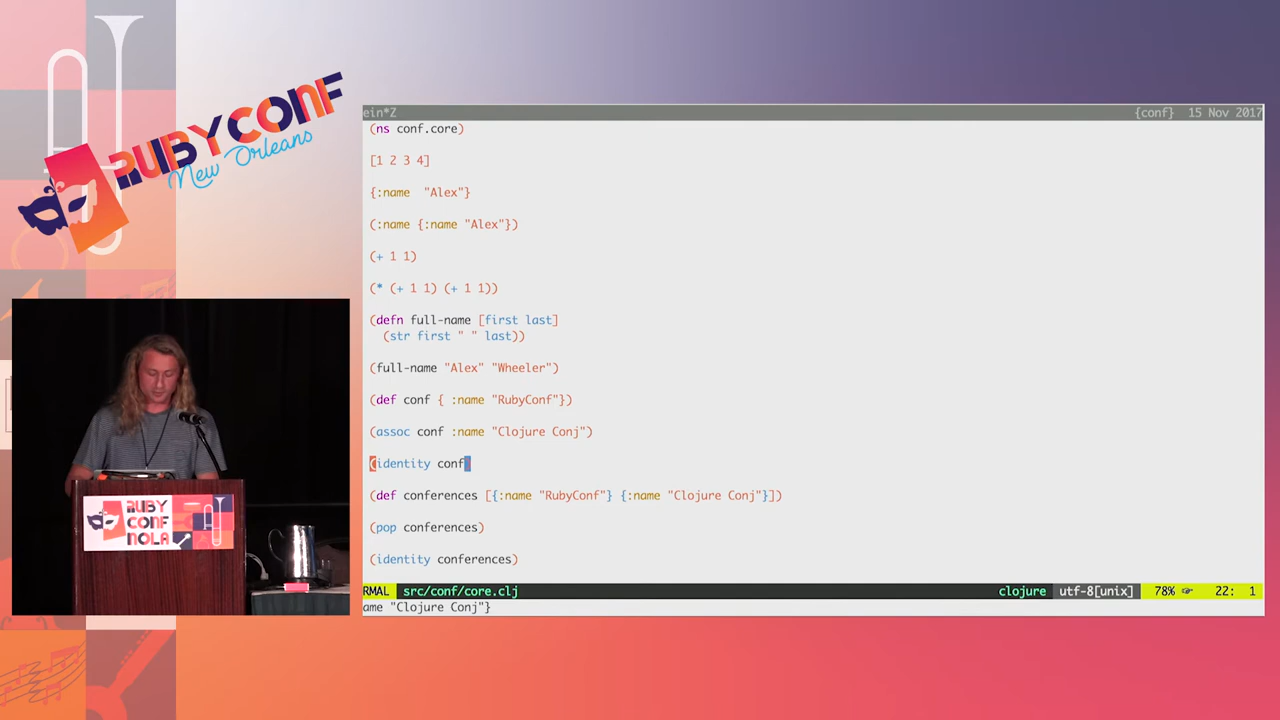 RUBYCONF
New Orleans
RUBY
CONF
NOLA
ein*Z {conf} 15 Nov 2017
(ns conf.core)
[1 2 3 4]
{:name "Alex"}
(:name {:name "Alex"})
(+ 1 1)
(* (+ 1 1) (+ 1 1))
(defn full-name [first last]
(str first " " last))
(full-name "Alex" "Wheeler")
(def conf { :name "RubyConf"})
(assoc conf :name "Clojure Conj")
(identity conf)
(def conferences [{:name "RubyConf"} {:name "Clojure Conj"}])
(pop conferences)
(identity conferences)
RMAL src/conf/core.clj clojure utf-8[unix] 78% 22: 1
ame "Clojure Conj"}